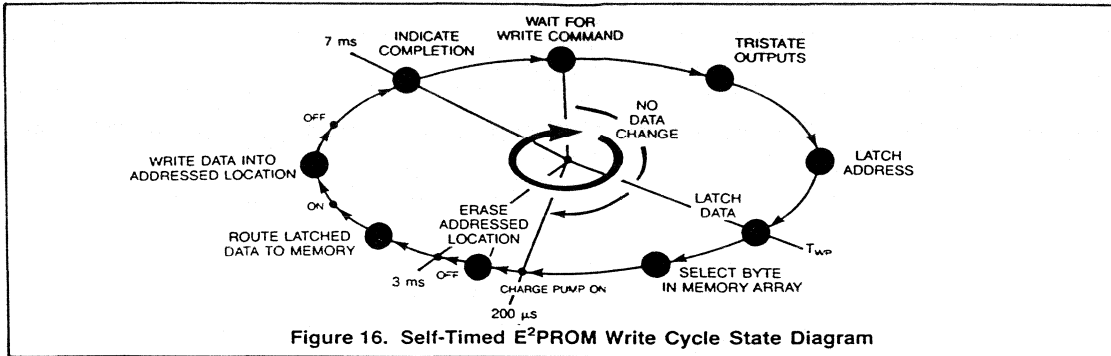 WAIT FOR
WRITE COMMAND
7 ms
INDICATE
COMPLETION
TRISTATE
OUTPUTS
OFF
NO
DATA
CHANGE
WRITE DATA INTO
ADDRESSED LOCATION
LATCH
ADDRESS
ON
LATCH
DATA
ERASE
ADDRESSED
LOCATION
ROUTE LATCHED
DATA TO MEMORY
TWP
3 ms
OFF
CHARGE PUMP ON
SELECT BYTE
IN MEMORY ARRAY
200 µs
Figure 16. Self-Timed E²PROM Write Cycle State Diagram